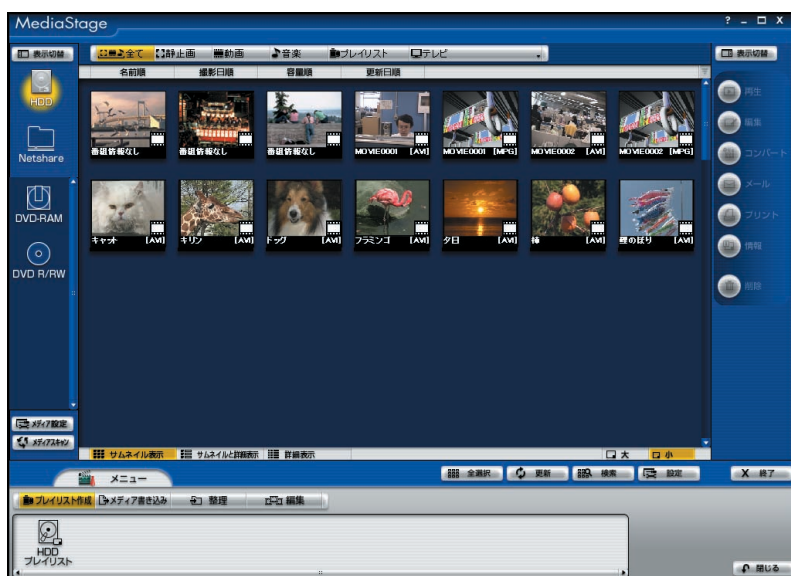 MediaStage
? - □ X
表示切替
全て 静止画 動画 音楽 プレイリスト テレビ
表示切替
名前順 撮影日順 容量順 更新日順
HDD
Netshare
DVD-RAM
DVD R/RW
番組情報なし
番組情報なし
番組情報なし
MOVIE0001 [AVI]
MOVIE0001 [MPG]
MOVIE0002 [AVI]
MOVIE0002 [MPG]
キャット [AVI]
キリン [AVI]
ドッグ [AVI]
フラミンゴ [AVI]
夕日 [AVI]
柿 [AVI]
鯉のぼり [AVI]
再生
編集
コンバート
メール
プリント
情報
削除
メディア設定
メディアスキャン
サムネイル表示 サムネイルと詳細表示 詳細表示 大 小
メニュー
全選択 更新 検索 設定 X 終了
プレイリスト作成 メディア書き込み 整理 編集
HDD
プレイリスト
閉じる